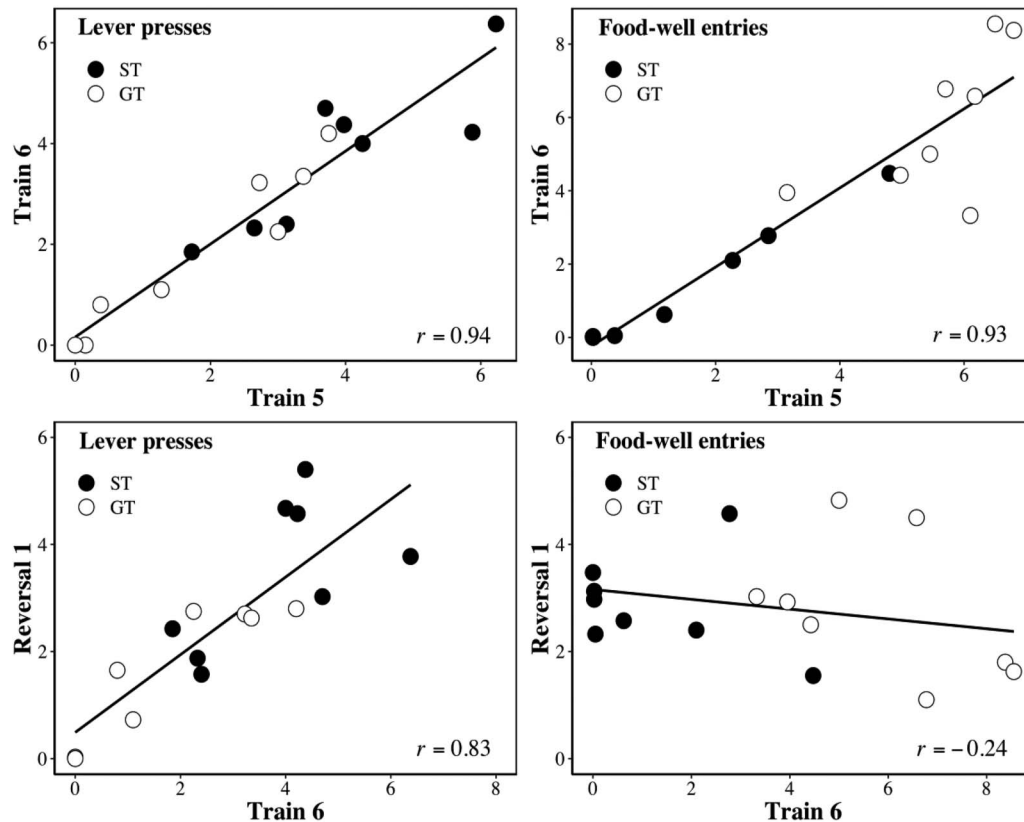 Lever presses
ST
GT
Train 6
6
4
2
0
r = 0.94
0 2 4 6
Train 5
Food-well entries
ST
GT
Train 6
8
6
4
2
0
r = 0.93
0 2 4 6
Train 5
Lever presses
ST
GT
Reversal 1
6
4
2
0
r = 0.83
0 2 4 6 8
Train 6
Food-well entries
ST
GT
Reversal 1
6
4
2
0
r = −0.24
0 2 4 6 8
Train 6